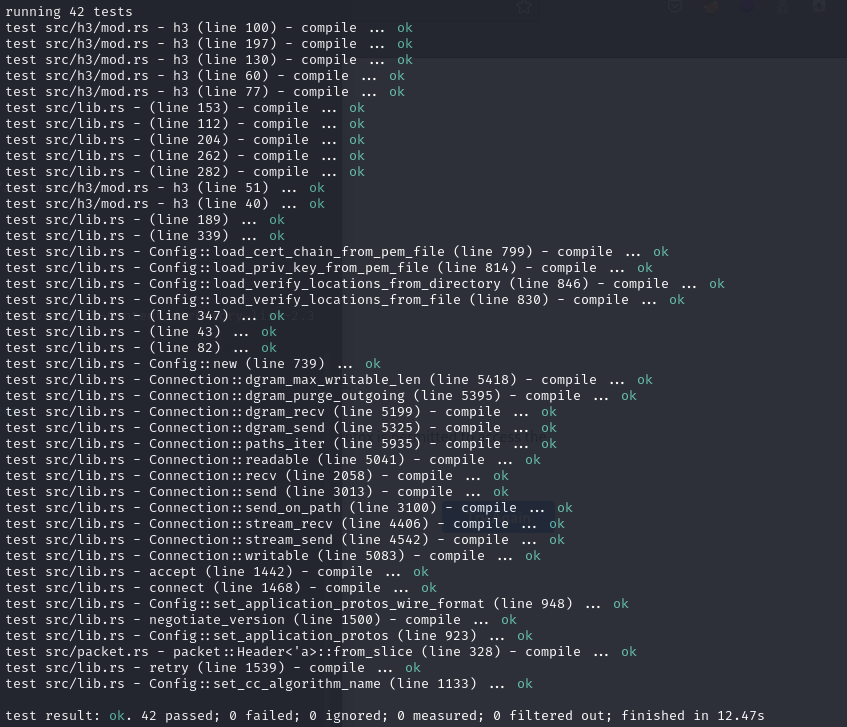 running 42 tests
test src/h3/mod.rs - h3 (line 100) - compile ... ok
test src/h3/mod.rs - h3 (line 197) - compile ... ok
test src/h3/mod.rs - h3 (line 130) - compile ... ok
test src/h3/mod.rs - h3 (line 60) - compile ... ok
test src/h3/mod.rs - h3 (line 77) - compile ... ok
test src/lib.rs - (line 153) - compile ... ok
test src/lib.rs - (line 112) - compile ... ok
test src/lib.rs - (line 204) - compile ... ok
test src/lib.rs - (line 262) - compile ... ok
test src/lib.rs - (line 282) - compile ... ok
test src/h3/mod.rs - h3 (line 51) ... ok
test src/h3/mod.rs - h3 (line 40) ... ok
test src/lib.rs - (line 189) ... ok
test src/lib.rs - (line 339) ... ok
test src/lib.rs - Config::load_cert_chain_from_pem_file (line 799) - compile ... ok
test src/lib.rs - Config::load_priv_key_from_pem_file (line 814) - compile ... ok
test src/lib.rs - Config::load_verify_locations_from_directory (line 846) - compile ... ok
test src/lib.rs - Config::load_verify_locations_from_file (line 830) - compile ... ok
test src/lib.rs - (line 347) ... ok
test src/lib.rs - (line 43) ... ok
test src/lib.rs - (line 82) ... ok
test src/lib.rs - Config::new (line 739) ... ok
test src/lib.rs - Connection::dgram_max_writable_len (line 5418) - compile ... ok
test src/lib.rs - Connection::dgram_purge_outgoing (line 5395) - compile ... ok
test src/lib.rs - Connection::dgram_recv (line 5199) - compile ... ok
test src/lib.rs - Connection::dgram_send (line 5325) - compile ... ok
test src/lib.rs - Connection::paths_iter (line 5935) - compile ... ok
test src/lib.rs - Connection::readable (line 5041) - compile ... ok
test src/lib.rs - Connection::recv (line 2058) - compile ... ok
test src/lib.rs - Connection::send (line 3013) - compile ... ok
test src/lib.rs - Connection::send_on_path (line 3100) - compile ... ok
test src/lib.rs - Connection::stream_recv (line 4406) - compile ... ok
test src/lib.rs - Connection::stream_send (line 4542) - compile ... ok
test src/lib.rs - Connection::writable (line 5083) - compile ... ok
test src/lib.rs - accept (line 1442) - compile ... ok
test src/lib.rs - connect (line 1468) - compile ... ok
test src/lib.rs - Config::set_application_protos_wire_format (line 948) ... ok
test src/lib.rs - negotiate_version (line 1500) - compile ... ok
test src/lib.rs - Config::set_application_protos (line 923) ... ok
test src/packet.rs - packet::Header<'a>::from_slice (line 328) - compile ... ok
test src/lib.rs - retry (line 1539) - compile ... ok
test src/lib.rs - Config::set_cc_algorithm_name (line 1133) ... ok
test result: ok. 42 passed; 0 failed; 0 ignored; 0 measured; 0 filtered out; finished in 12.47s